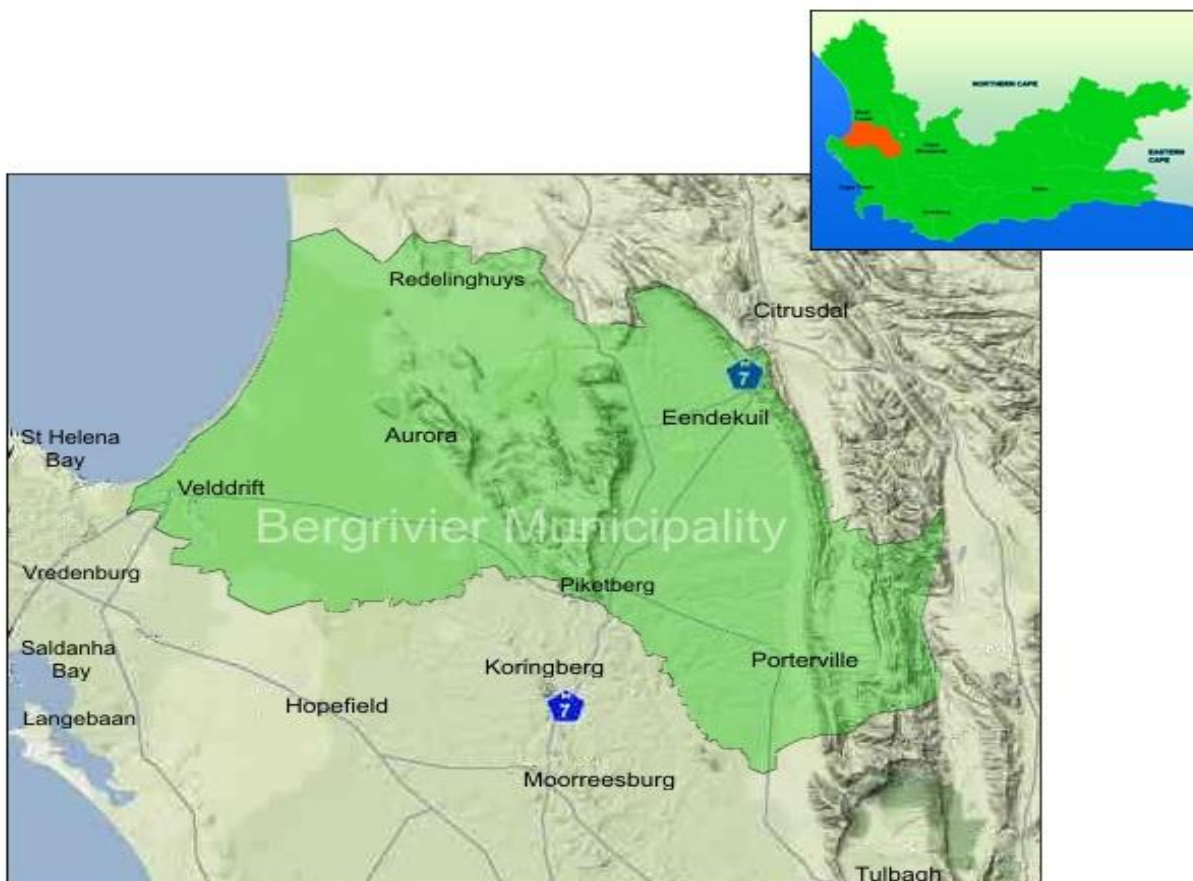 NORTHERN CAPE
EASTERN
CAPE
Redelinghuys
Citrusdal
7
Eendekuil
Aurora
St Helena
Bay
Velddrift
Bergrivier Municipality
Vredenburg
Piketberg
Saldanha
Bay
Koringberg
Porterville
7
Hopefield
Langebaan
Moorreesburg
Tulbagh